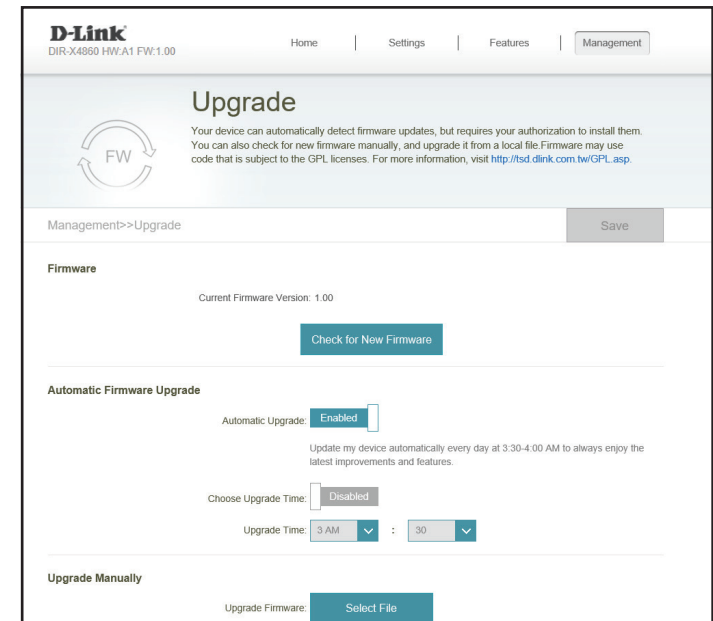 D-Link
DIR-X4860 HW:A1 FW:1.00
Home | Settings | Features | Management
Upgrade
Your device can automatically detect firmware updates, but requires your authorization to install them.
You can also check for new firmware manually, and upgrade it from a local file.Firmware may use
code that is subject to the GPL licenses. For more information, visit http://tsd.dlink.com.tw/GPL.asp.
FW
Management>>Upgrade
Save
Firmware
Current Firmware Version: 1.00
Check for New Firmware
Automatic Firmware Upgrade
Automatic Upgrade: Enabled
Update my device automatically every day at 3:30-4:00 AM to always enjoy the
latest improvements and features.
Choose Upgrade Time: Disabled
Upgrade Time: 3 AM : 30
Upgrade Manually
Upgrade Firmware: Select File